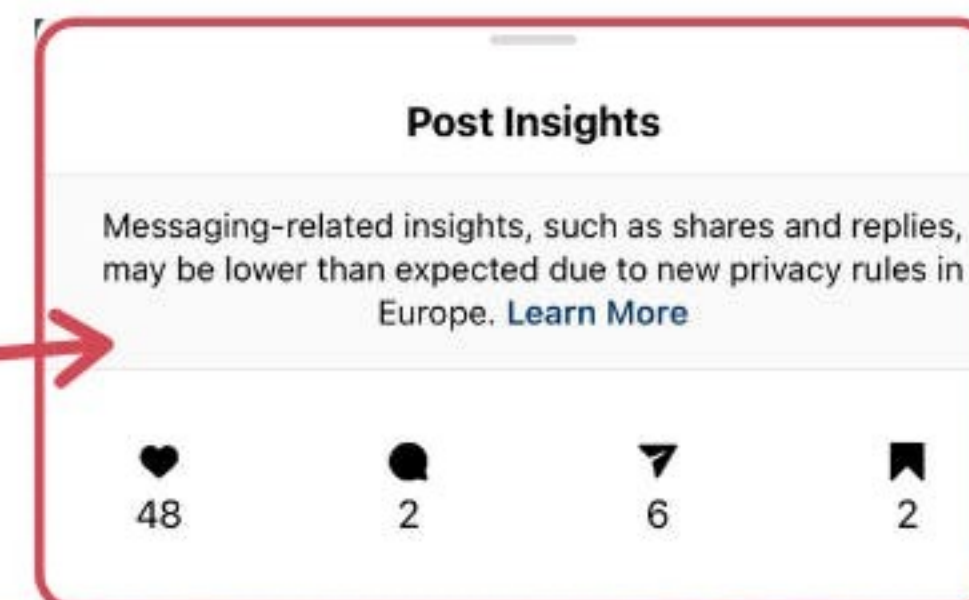 Post Insights
Messaging-related insights, such as shares and replies,
may be lower than expected due to new privacy rules in
Europe. Learn More
48 2 6 2